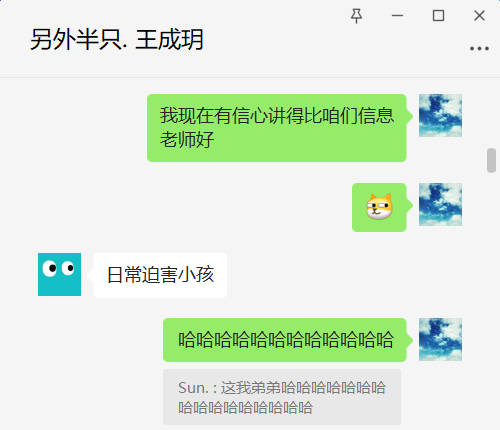 另外半只. 王成玥
我现在有信心讲得比咱们信息
老师好
日常迫害小孩
哈哈哈哈哈哈哈哈哈哈哈哈
Sun. : 这我弟弟哈哈哈哈哈哈哈
哈哈哈哈哈哈哈哈哈